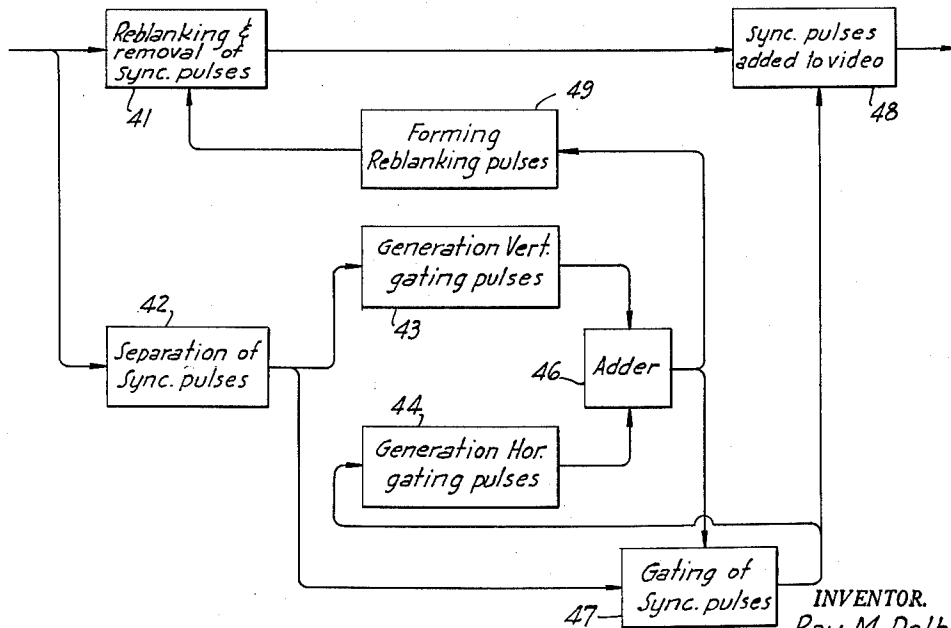 Reblanking &
removal of
Sync. pulses
41
Sync. pulses
added to video
48
49
Forming
Reblanking pulses
Generation Vert.
gating pulses
43
42
Separation of
Sync. pulses
46
Adder
44
Generation Hor.
gating pulses
Gating of
Sync. pulses
47
INVENTOR.
Ray M. Dolb